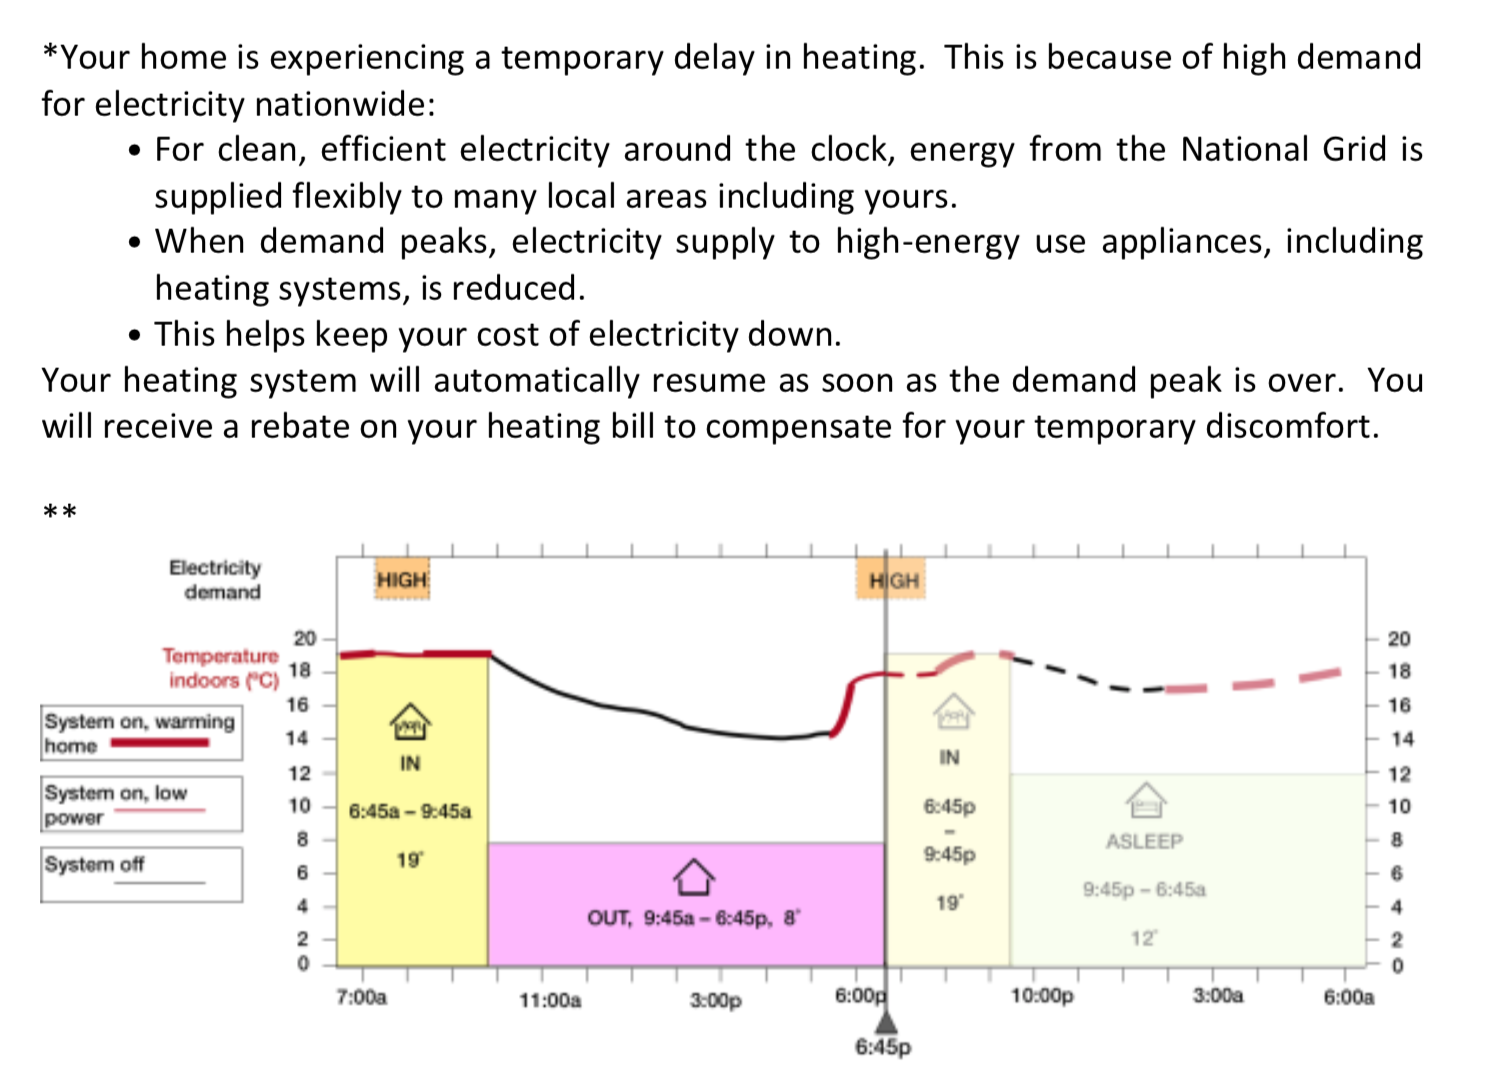 *Your home is experiencing a temporary delay in heating. This is because of high demand
for electricity nationwide:
• For clean, efficient electricity around the clock, energy from the National Grid is
supplied flexibly to many local areas including yours.
• When demand peaks, electricity supply to high-energy use appliances, including
heating systems, is reduced.
• This helps keep your cost of electricity down.
Your heating system will automatically resume as soon as the demand peak is over. You
will receive a rebate on your heating bill to compensate for your temporary discomfort.
**
Electricity
demand
HIGH
HIGH
Temperature
indoors (°C)
System on, warming
home
System on, low
power
System off
20
18
16
14
12
10
8
6
4
2
0
IN
6:45a – 9:45a
19°
OUT, 9:45a – 6:45p, 8°
IN
6:45p
–
9:45p
19°
ASLEEP
9:45p – 6:45a
12°
20
18
16
14
12
10
8
6
4
2
0
7:00a
11:00a
3:00p
6:00p
10:00p
3:00a
6:00a
6:45p